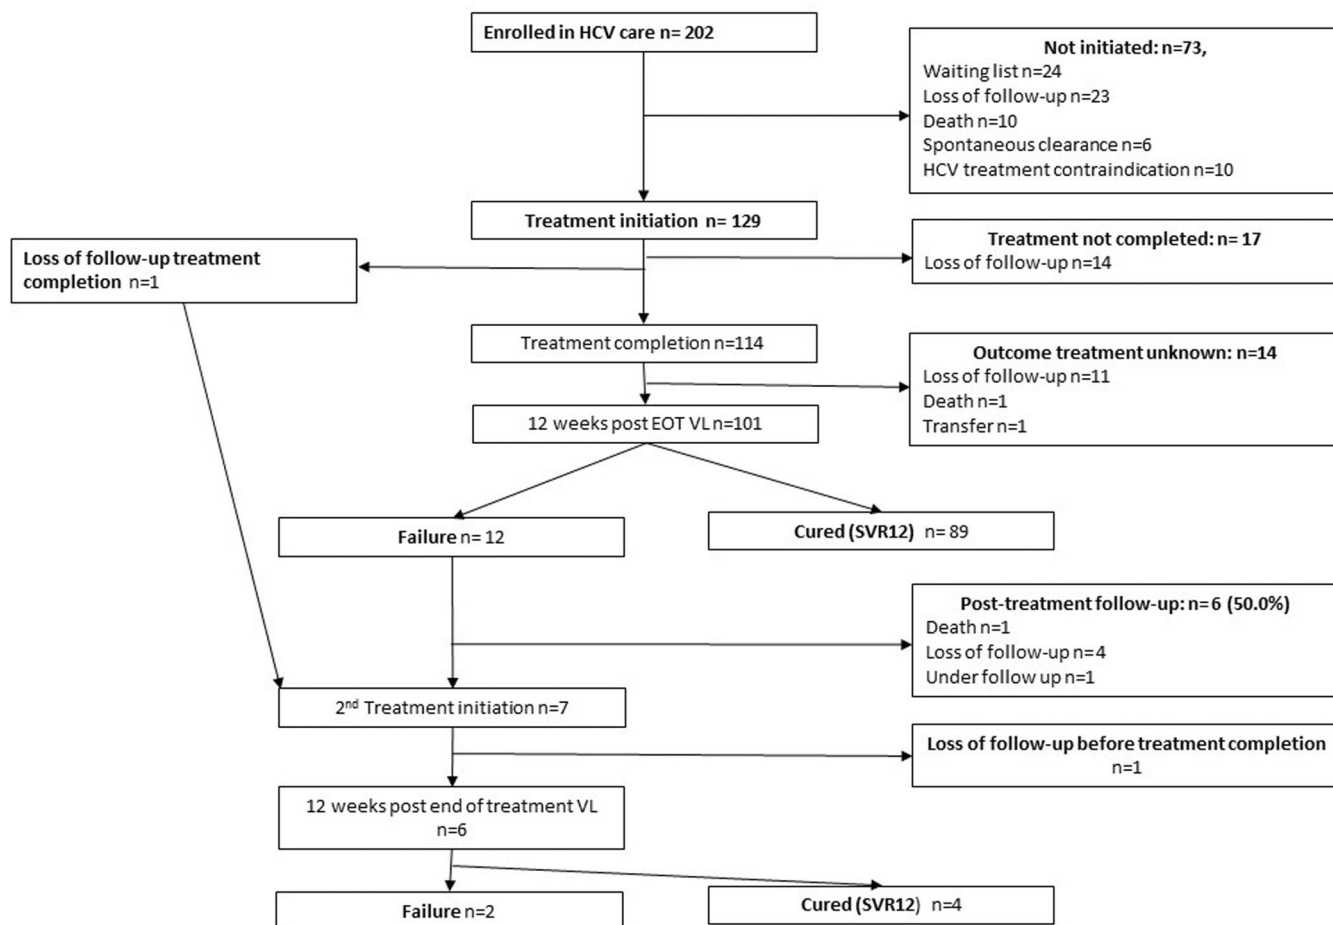 Enrolled in HCV care n= 202
Not initiated: n=73,
Waiting list n=24
Loss of follow-up n=23
Death n=10
Spontaneous clearance n=6
HCV treatment contraindication n=10
Treatment initiation n= 129
Treatment not completed: n= 17
Loss of follow-up n=14
Loss of follow-up treatment
completion n=1
Treatment completion n=114
Outcome treatment unknown: n=14
Loss of follow-up n=11
Death n=1
Transfer n=1
12 weeks post EOT VL n=101
Failure n= 12
Cured (SVR12) n= 89
Post-treatment follow-up: n= 6 (50.0%)
Death n=1
Loss of follow-up n=4
Under follow up n=1
2nd Treatment initiation n=7
Loss of follow-up before treatment completion
n=1
12 weeks post end of treatment VL
n=6
Failure n=2
Cured (SVR12) n=4